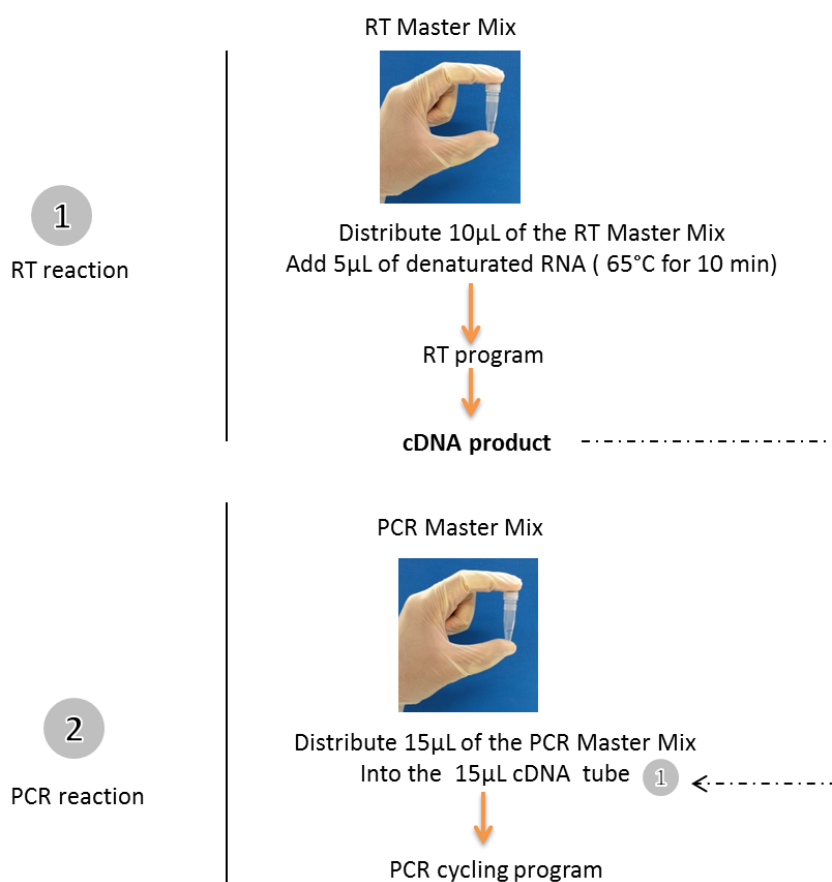 RT Master Mix
1
RT reaction
Distribute 10µL of the RT Master Mix
Add 5µL of denaturated RNA ( 65°C for 10 min)
RT program
cDNA product
PCR Master Mix
2
PCR reaction
Distribute 15µL of the PCR Master Mix
Into the 15µL cDNA tube 1
PCR cycling program